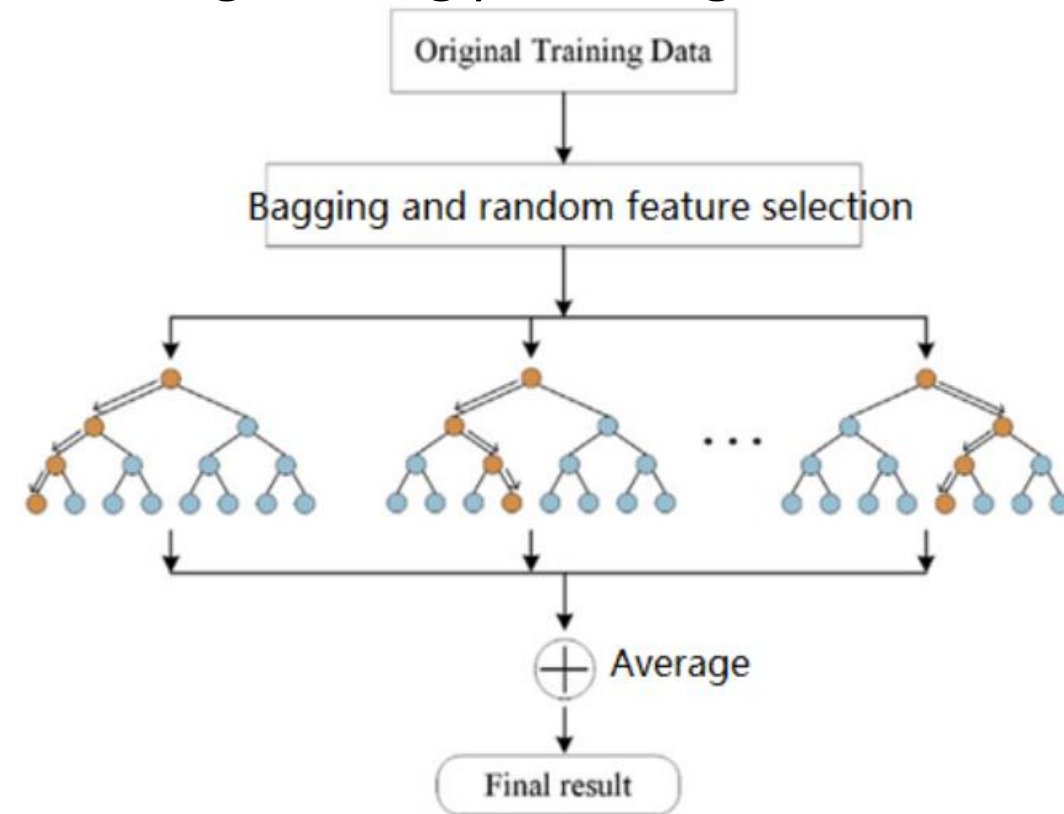 Original Training Data
Bagging and random feature selection
...
Average
Final result